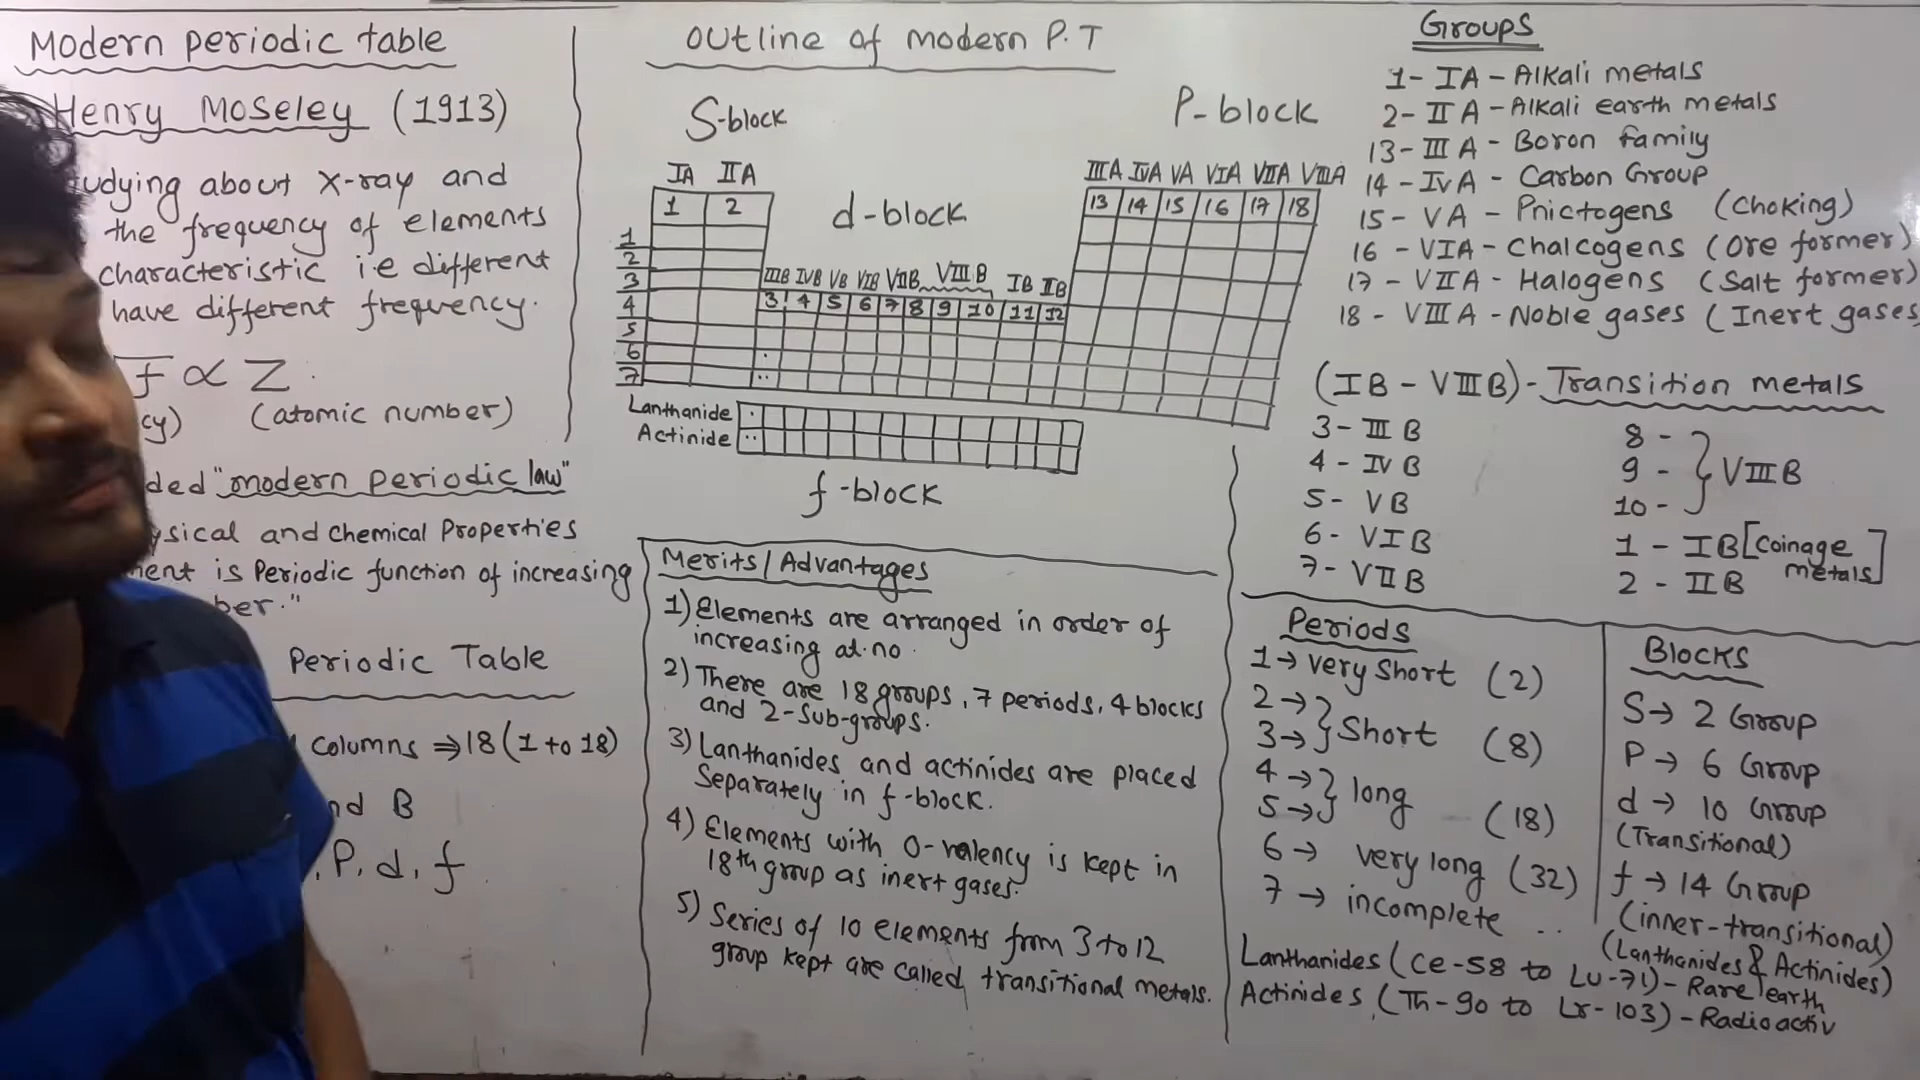 Modern periodic table
Henry Moseley (1913)
udying about x-ray and
the frequency of elements
characteristic i.e different
have different frequency.
F ∝ Z
cy) (atomic number)
ded "modern periodic law"
ysical and chemical Properties
ment is Periodic function of increasing
ber."
Periodic Table
columns ⇒ 18 (1 to 18)
nd B
, P, d, f
Outline of modern P.T
S-block
P-block
IA IIA
IIIA IVA VA VIA VIIA VIIIA
1 2
13 14 15 16 17 18
d-block
1
2
3
IIIB IVB VB VIB VIIB VIIIB IB IIB
4
3 4 5 6 7 8 9 10 11 12
5
6
7
Lanthanide
Actinide
f-block
Merits/Advantages
1) Elements are arranged in order of
increasing at.no.
2) There are 18 groups, 7 periods, 4 blocks
and 2-sub-groups.
3) Lanthanides and actinides are placed
Separately in f-block.
4) Elements with 0-valency is kept in
18th group as inert gases.
5) Series of 10 elements from 3 to 12
group kept are called transitional metals.
Groups
1- IA - Alkali metals
2- II A - Alkali earth metals
13- III A - Boron family
14 - IVA - Carbon Group
15 - VA - Pnictogens (choking)
16 - VIA - Chalcogens (Ore former)
17 - VIIA - Halogens (Salt former)
18 - VIIIA - Noble gases (Inert gases
(IB - VIIIB) - Transition metals
3- III B
4 - IV B
5 - VB
6 - VIB
7 - VIIB
8 -
9 - } VIIIB
10 -
1 - IB [Coinage
metals]
2 - IIB
Periods
1→ very short (2)
2→
3→ } Short (8)
4→
5→ } long (18)
6→ very long (32)
7→ incomplete ..
Blocks
S→ 2 Group
P→ 6 Group
d→ 10 Group
(Transitional)
f→ 14 Group
(inner-transitional)
(Lanthanides & Actinides)
Lanthanides (Ce-58 to Lu-71) - Rare earth
Actinides (Th-90 to Lr-103) - Radioactiv